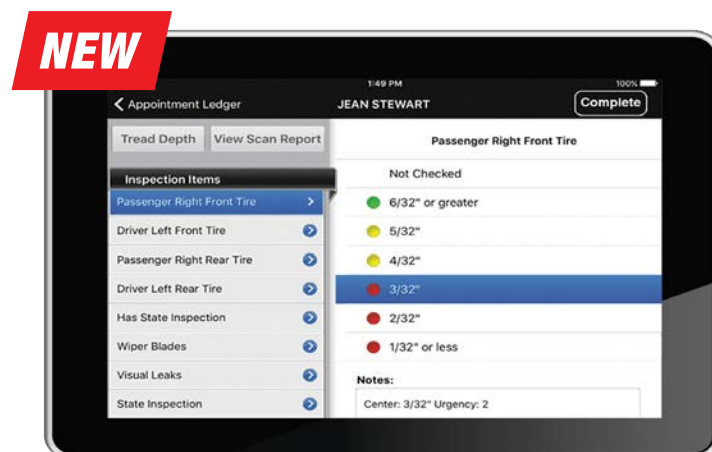 NEW
1:49 PM 100%
Appointment Ledger JEAN STEWART Complete
Tread Depth View Scan Report Passenger Right Front Tire
Inspection Items
Passenger Right Front Tire
Driver Left Front Tire
Passenger Right Rear Tire
Driver Left Rear Tire
Has State Inspection
Wiper Blades
Visual Leaks
State Inspection
Not Checked
6/32" or greater
5/32"
4/32"
3/32"
2/32"
1/32" or less
Notes:
Center: 3/32" Urgency: 2